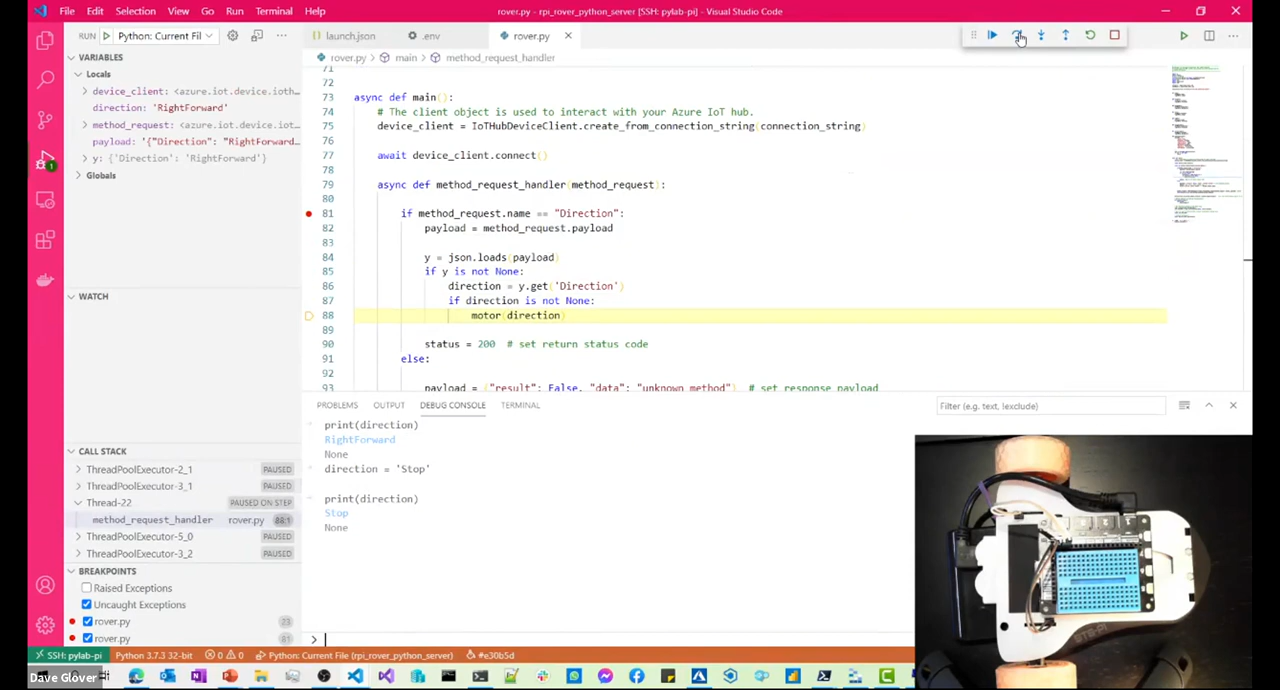 File Edit Selection View Go Run Terminal Help
rover.py - rpi_rover_python_server [SSH: pylab-pi] - Visual Studio Code
RUN Python: Current Fil
launch.json .env rover.py
rover.py > main > method_request_handler
VARIABLES
Locals
device_client: <azure.iot.device.ioth...
direction: 'RightForward'
method_request: <azure.iot.device.iot...
payload: '{"Direction": "RightForward...
y: {'Direction': 'RightForward'}
Globals
WATCH
CALL STACK
ThreadPoolExecutor-2_1 PAUSED
ThreadPoolExecutor-3_1 PAUSED
Thread-22 PAUSED ON STEP
method_request_handler rover.py 88:1
ThreadPoolExecutor-5_0 PAUSED
ThreadPoolExecutor-3_2 PAUSED
BREAKPOINTS
Raised Exceptions
Uncaught Exceptions
rover.py 23
rover.py 81
71
72
73 async def main():
74 # The client object is used to interact with your Azure IoT hub.
75 device_client = IoTHubDeviceClient.create_from_connection_string(connection_string)
76
77 await device_client.connect()
78
79 async def method_request_handler(method_request):
80
81 if method_request.name == "Direction":
82 payload = method_request.payload
83
84 y = json.loads(payload)
85 if y is not None:
86 direction = y.get('Direction')
87 if direction is not None:
88 motor(direction)
89
90 status = 200 # set return status code
91 else:
92
93 payload = {"result": False, "data": "unknown method"} # set response payload
PROBLEMS OUTPUT DEBUG CONSOLE TERMINAL
Filter (e.g. text, !exclude)
print(direction)
RightForward
None
direction = 'Stop'
print(direction)
Stop
None
>
SSH: pylab-pi Python 3.7.3 32-bit 0 0 Python: Current File (rpi_rover_python_server) #e30b5d
Dave Glover